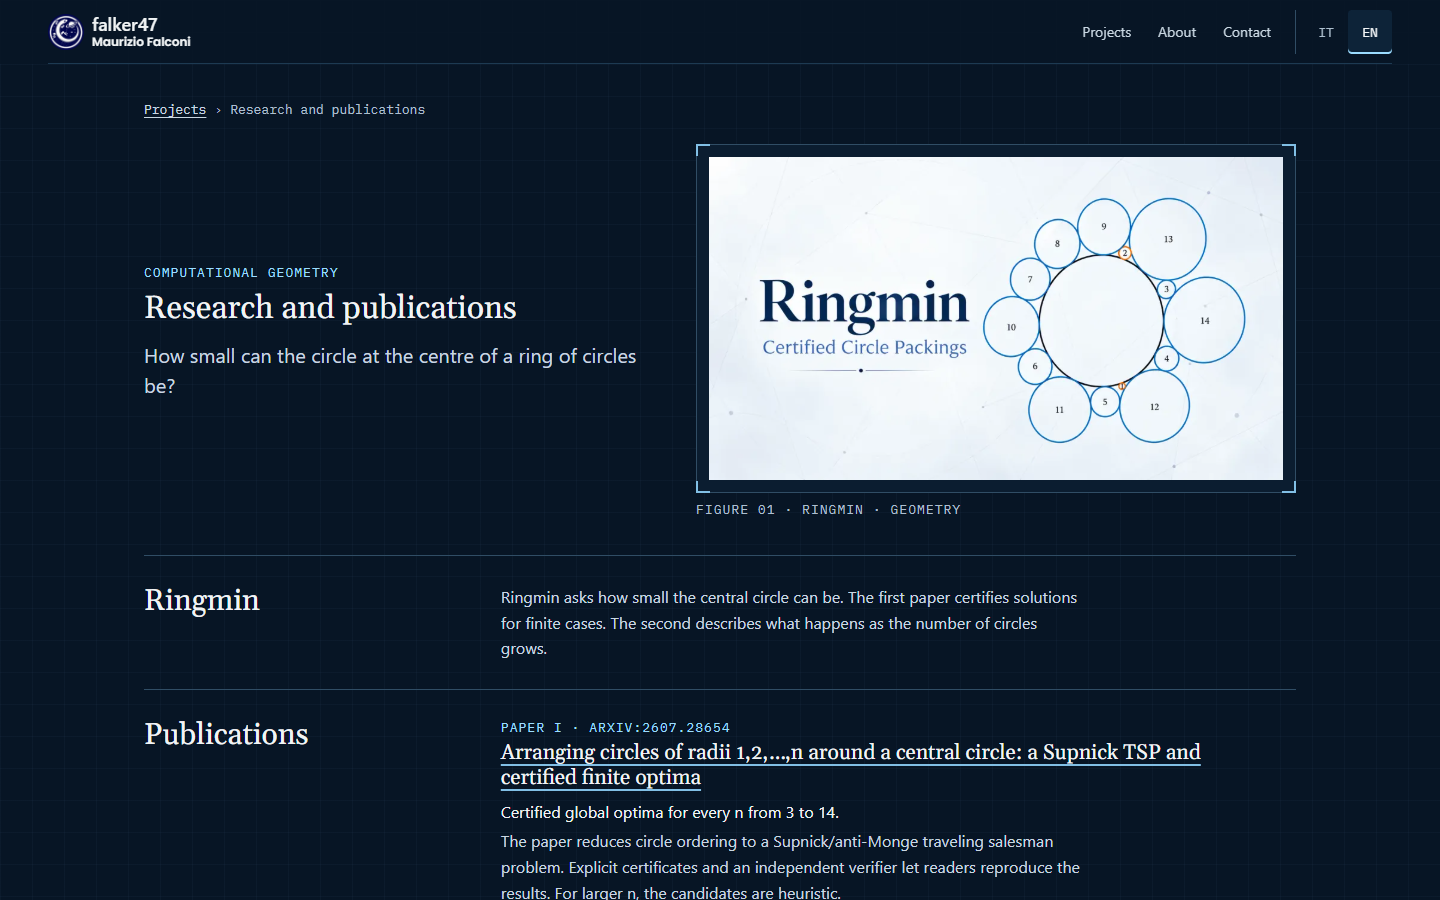 falker47
Maurizio Falconi
Projects
About
Contact
IT
EN
Projects › Research and publications
COMPUTATIONAL GEOMETRY
Research and publications
How small can the circle at the centre of a ring of circles
be?
Ringmin
Certified Circle Packings
9
13
8
2
7
3
10
14
6
4
5
11
12
FIGURE 01 · RINGMIN · GEOMETRY
Ringmin
Ringmin asks how small the central circle can be. The first paper certifies solutions
for finite cases. The second describes what happens as the number of circles
grows.
Publications
PAPER I · ARXIV:2607.28654
Arranging circles of radii 1,2,…,n around a central circle: a Supnick TSP and
certified finite optima
Certified global optima for every n from 3 to 14.
The paper reduces circle ordering to a Supnick/anti-Monge traveling salesman
problem. Explicit certificates and an independent verifier let readers reproduce the
results. For larger n, the candidates are heuristic.